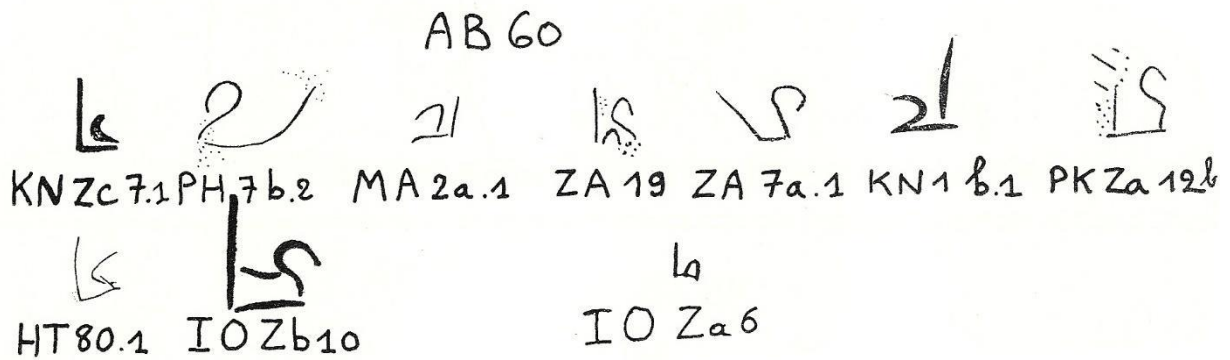 AB 60
KN Zc 7.1 PH 7b.2 MA 2a.1 ZA 19 ZA 7a.1 KN 1 b.1 PK Za 12b
HT 80.1 IO Zb 10 IO Za 6